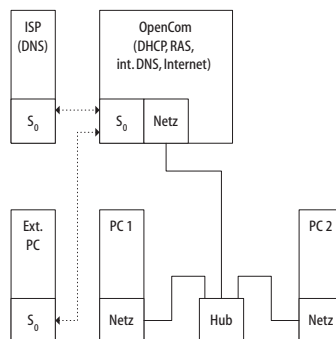 ISP
(DNS)
OpenCom
(DHCP, RAS,
int. DNS, Internet)
S₀
S₀
Netz
Ext.
PC
PC 1
PC 2
S₀
Netz
Hub
Netz